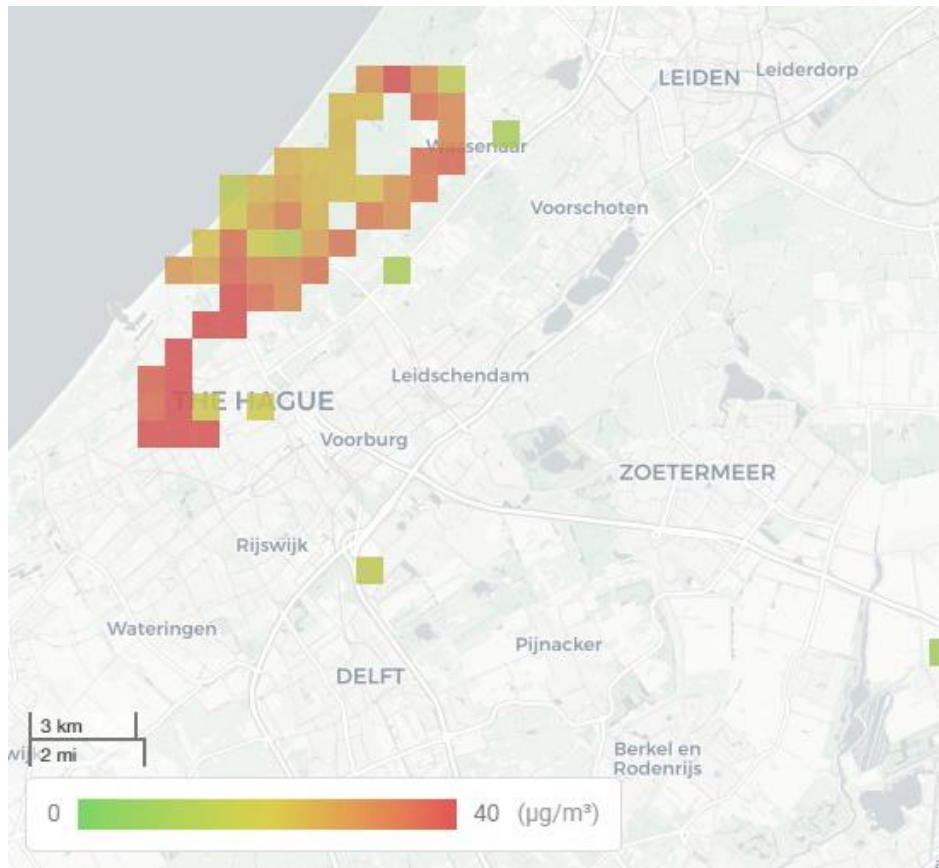 LEIDEN
Leiderdorp
Wassenaar
Voorschoten
Leidschendam
THE HAGUE
Voorburg
ZOETERMEER
Rijswijk
Wateringen
Pijnacker
DELFT
3 km
2 mi
Berkel en
Rodenrijs
0
40 (µg/m³)